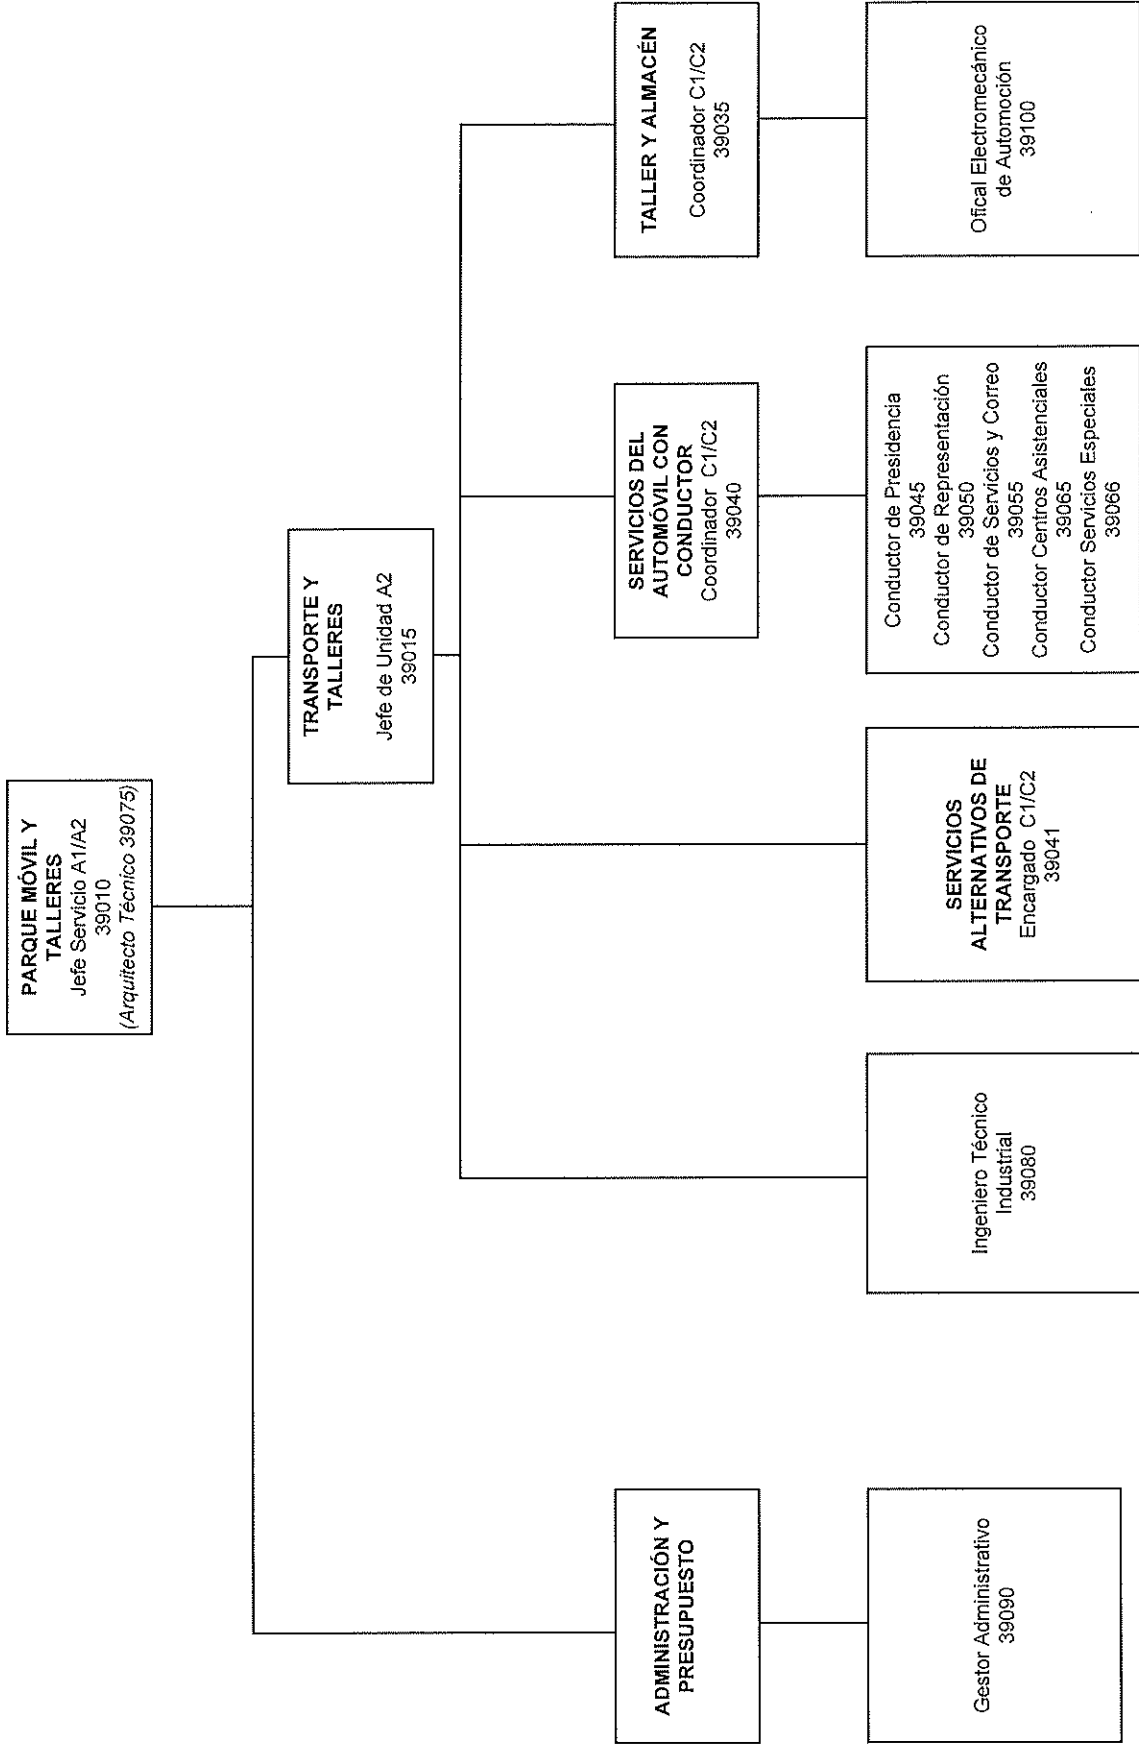 PARQUE MÓVIL Y
TALLERES
Jefe Servicio A1/A2
39010
(Arquitecto Técnico 39075)
TRANSPORTE Y
TALLERES
Jefe de Unidad A2
39015
ADMINISTRACIÓN Y
PRESUPUESTO
SERVICIOS DEL
AUTOMÓVIL CON
CONDUCTOR
Coordinador C1/C2
39040
TALLER Y ALMACÉN
Coordinador C1/C2
39035
Gestor Administrativo
39090
Ingeniero Técnico
Industrial
39080
SERVICIOS
ALTERNATIVOS DE
TRANSPORTE
Encargado C1/C2
39041
Conductor de Presidencia
39045
Conductor de Representación
39050
Conductor de Servicios y Correo
39055
Conductor Centros Asistenciales
39065
Conductor Servicios Especiales
39066
Ofical Electromecánico
de Automoción
39100